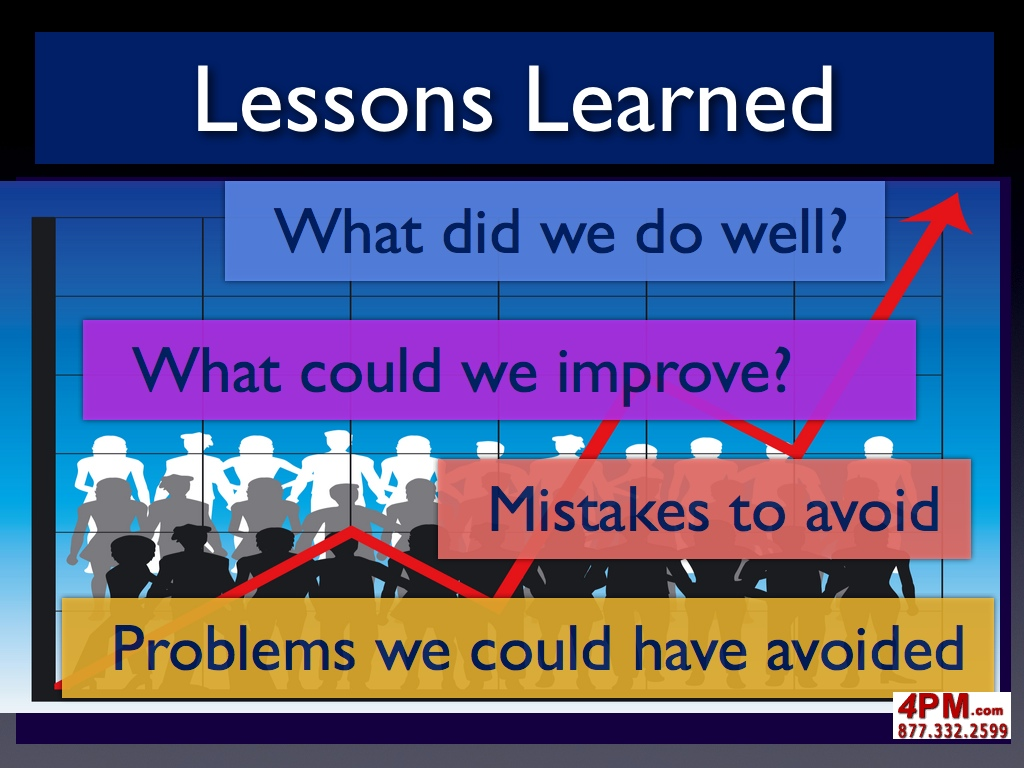 Lessons Learned
What did we do well?
What could we improve?
Mistakes to avoid
Problems we could have avoided
4PM.com
877.332.2599